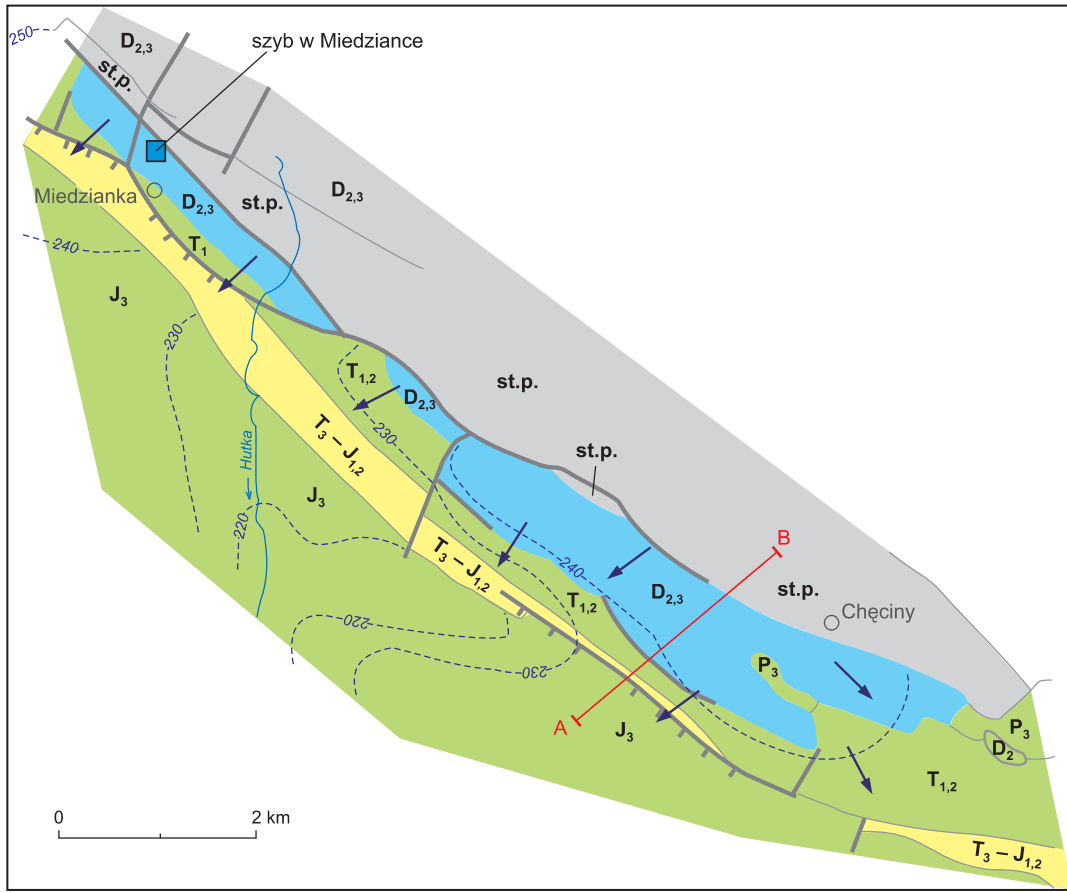 250
D2,3
szyb w Miedziance
st.p.
D2,3
Miedzianka
D2,3
st.p.
T1
240
J3
230
T1,2
D2,3
st.p.
230
T3 – J1,2
st.p.
Hutka
J3
220
T3 – J1,2
240
B
T1,2
D2,3
st.p.
Chęciny
220
230
P3
A
J3
P3
D2
T1,2
0 2 km
T3 – J1,2